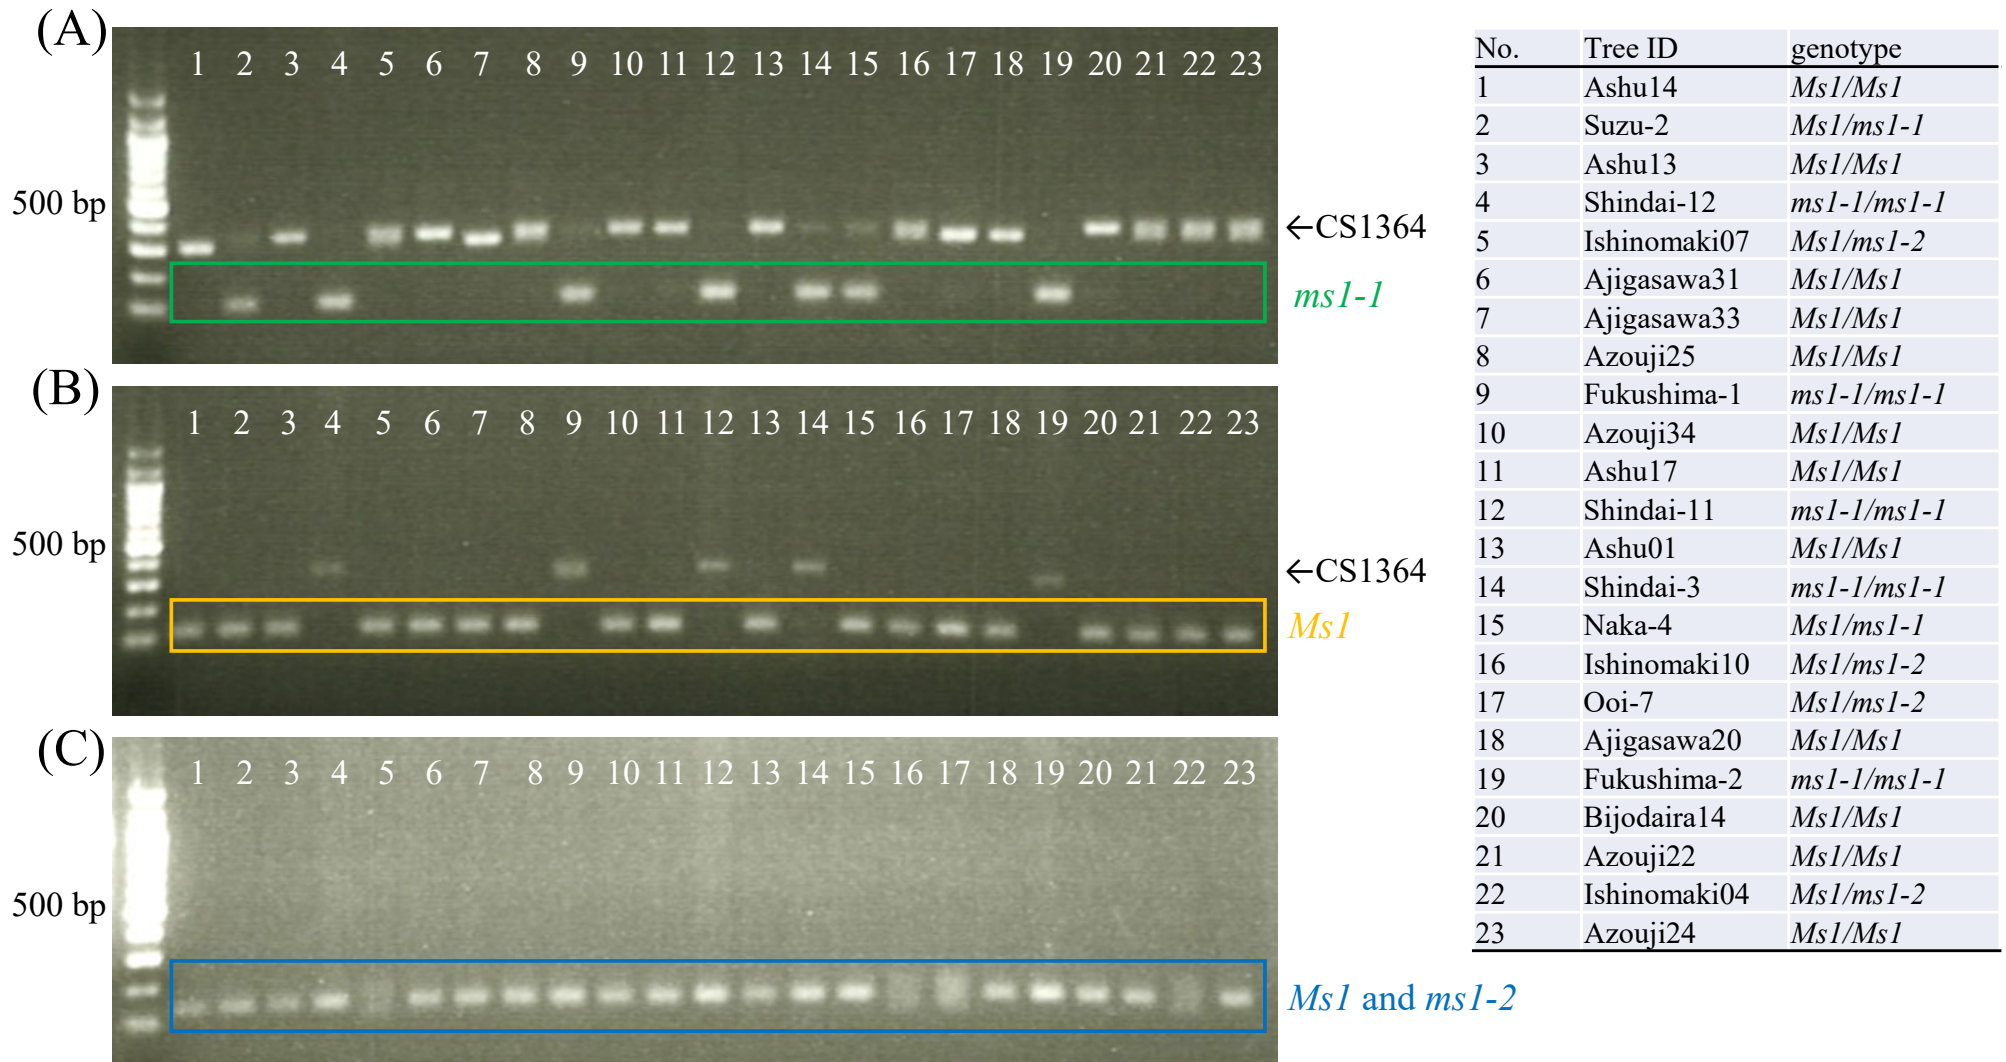 (A)
1 2 3 4 5 6 7 8 9 10 11 12 13 14 15 16 17 18 19 20 21 22 23
500 bp
←CS1364
ms1-1
(B)
1 2 3 4 5 6 7 8 9 10 11 12 13 14 15 16 17 18 19 20 21 22 23
500 bp
←CS1364
Ms1
(C)
1 2 3 4 5 6 7 8 9 10 11 12 13 14 15 16 17 18 19 20 21 22 23
500 bp
Ms1 and ms1-2
No. Tree ID genotype
1 Ashu14 Ms1/Ms1
2 Suzu-2 Ms1/ms1-1
3 Ashu13 Ms1/Ms1
4 Shindai-12 ms1-1/ms1-1
5 Ishinomaki07 Ms1/ms1-2
6 Ajigasawa31 Ms1/Ms1
7 Ajigasawa33 Ms1/Ms1
8 Azouji25 Ms1/Ms1
9 Fukushima-1 ms1-1/ms1-1
10 Azouji34 Ms1/Ms1
11 Ashu17 Ms1/Ms1
12 Shindai-11 ms1-1/ms1-1
13 Ashu01 Ms1/Ms1
14 Shindai-3 ms1-1/ms1-1
15 Naka-4 Ms1/ms1-1
16 Ishinomaki10 Ms1/ms1-2
17 Ooi-7 Ms1/ms1-2
18 Ajigasawa20 Ms1/Ms1
19 Fukushima-2 ms1-1/ms1-1
20 Bijodaira14 Ms1/Ms1
21 Azouji22 Ms1/Ms1
22 Ishinomaki04 Ms1/ms1-2
23 Azouji24 Ms1/Ms1